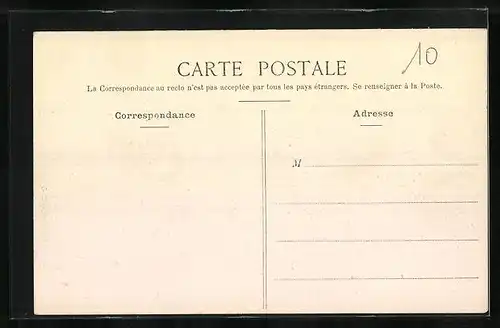 10
CARTE POSTALE
La Correspondance au recto n'est pas acceptée par tous les pays étrangers. Se renseigner à la Poste.
Correspondance
Adresse
M